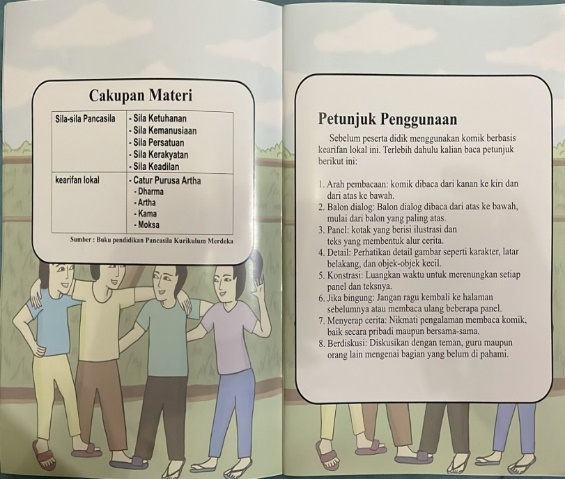 Cakupan Materi
Sila-sila Pancasila
- Sila Ketuhanan
- Sila Kemanusiaan
- Sila Persatuan
- Sila Kerakyatan
- Sila Keadilan
kearifan lokal
- Catur Purusa Artha
- Dharma
- Artha
- Kama
- Moksa
Sumber : Buku pendidikan Pancasila Kurikulum Merdeka
Petunjuk Penggunaan
Sebelum peserta didik menggunakan komik berbasis
kearifan lokal ini. Terlebih dahulu kalian baca petunjuk
berikut ini:
1. Arah pembacaan: komik dibaca dari kanan ke kiri dan
dari atas ke bawah.
2. Balon dialog: Balon dialog dibaca dari atas ke bawah,
mulai dari balon yang paling atas.
3. Panel: kotak yang berisi ilustrasi dan
teks yang membentuk alur cerita.
4. Detail: Perhatikan detail gambar seperti karakter, latar
belakang, dan objek-objek kecil.
5. Konstrasi: Luangkan waktu untuk merenungkan setiap
panel dan teksnya.
6. Jika bingung: Jangan ragu kembali ke halaman
sebelumnya atau membaca ulang beberapa panel.
7. Menyerap cerita: Nikmati pengalaman membaca komik,
baik secara pribadi maupun bersama-sama.
8. Berdiskusi: Diskusikan dengan teman, guru maupun
orang lain mengenai bagian yang belum di pahami.